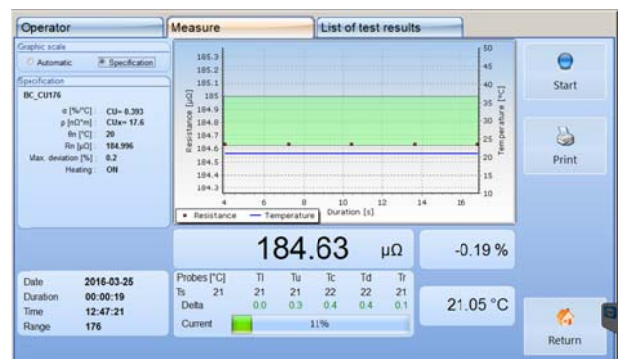 Operator
Measure
List of test results
Graphic scale
Automatic
Specification
Specification
BC_CU176
α [%/°C] CU= 0.393
ρ [nΩ*m] CUx= 17.6
θn [°C] 20
Rn [µΩ] 184.996
Max. deviation [%] 0.2
Heating ON
185.3
185.2
185.1
185
184.9
184.8
184.7
184.6
184.5
184.4
184.3
Resistance [µΩ]
50
45
40
35
30
25
20
15
10
Temperature [°C]
4 6 8 10 12 14 16
Duration [s]
Resistance Temperature
Start
Print
184.63 µΩ
-0.19 %
Date 2016-03-25
Duration 00:00:19
Time 12:47:21
Range 176
Probes [°C] Tl Tu Tc Td Tr
Ts 21 21 21 22 22 21
Delta 0.0 0.3 0.4 0.4 0.1
Current 11%
21.05 °C
Return